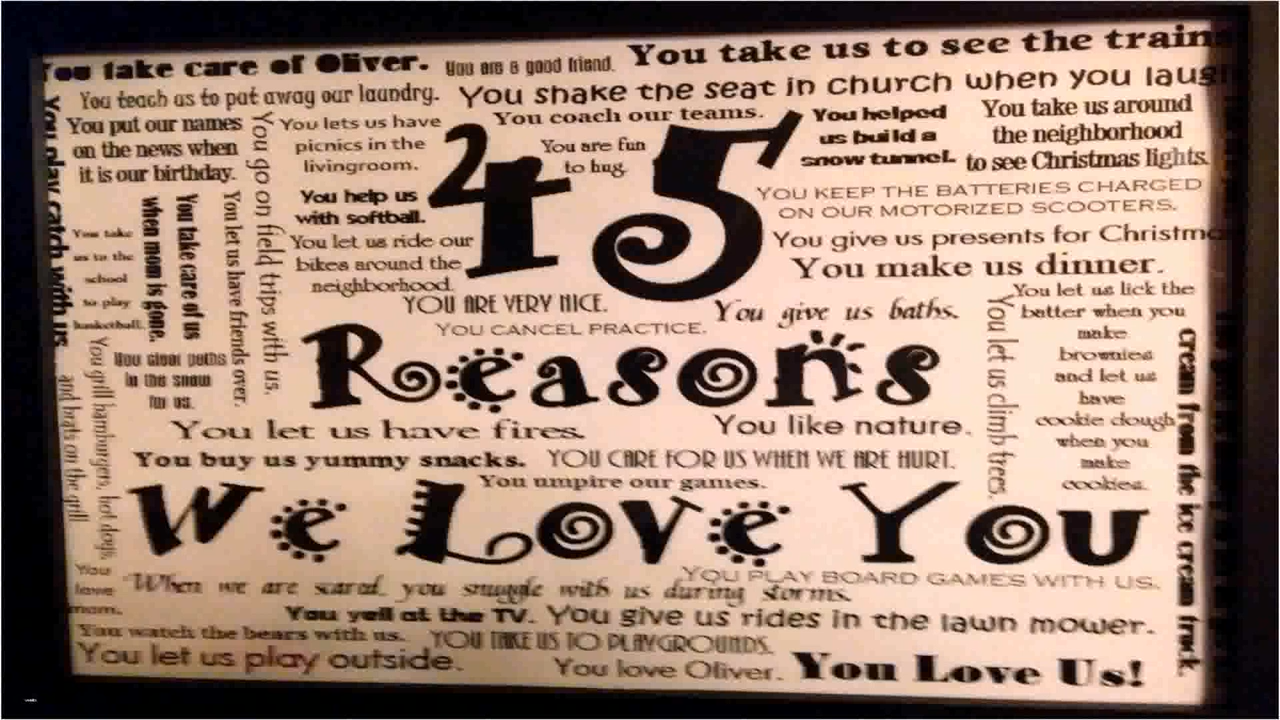 You take care of Oliver.
You are a good friend.
You take us to see the train
You teach us to put away our laundry.
You shake the seat in church when you laug
You put our names
on the news when
it is our birthday.
You lets us have
picnics in the
livingroom.
You coach our teams.
You are fun
to hug.
You helped
us build a
snow tunnel.
You take us around
the neighborhood
to see Christmas lights.
45
You help us
with softball.
YOU KEEP THE BATTERIES CHARGED
ON OUR MOTORIZED SCOOTERS.
You let us ride our
bikes around the
neighborhood.
You give us presents for Christm
You make us dinner.
You play catch with us.
You take
us to the
school
to play
basketball.
You take care of us
when mom is gone.
You let us have friends over.
You go on field trips with us.
YOU ARE VERY NICE.
You give us baths.
YOU CANCEL PRACTICE.
You let us lick the
batter when you
make
brownies
and let us
have
cookie dough
when you
make
cookies.
You let us climb trees.
Reasons
You clear paths
in the snow
for us.
You grill hamburgers, hot dogs,
and brats on the grill.
You let us have fires.
You like nature.
You buy us yummy snacks.
YOU CARE FOR US WHEN WE ARE HURT.
You umpire our games.
cream from the ice cream truck.
We Love You
You
love
mom.
When we are scared, you snuggle with us during storms.
YOU PLAY BOARD GAMES WITH US.
You yell at the TV.
You give us rides in the lawn mower.
You watch the bears with us.
YOU TAKE US TO PLAYGROUNDS.
You let us play outside.
You love Oliver.
You Love Us!